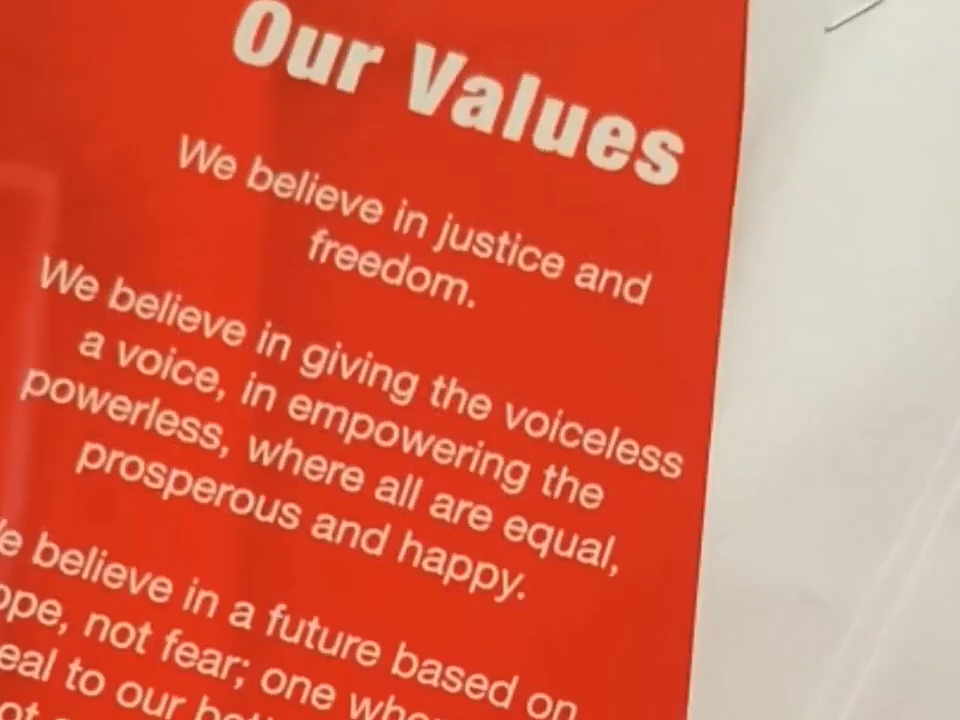 Our Values
We believe in justice and
freedom.
We believe in giving the voiceless
a voice, in empowering the
powerless, where all are equal,
prosperous and happy.
believe in a future based on
not fear; one
to our